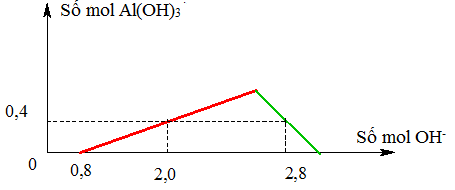 Số mol Al(OH)₃
0,4
Số mol OH⁻
0
0,8
2,0
2,8